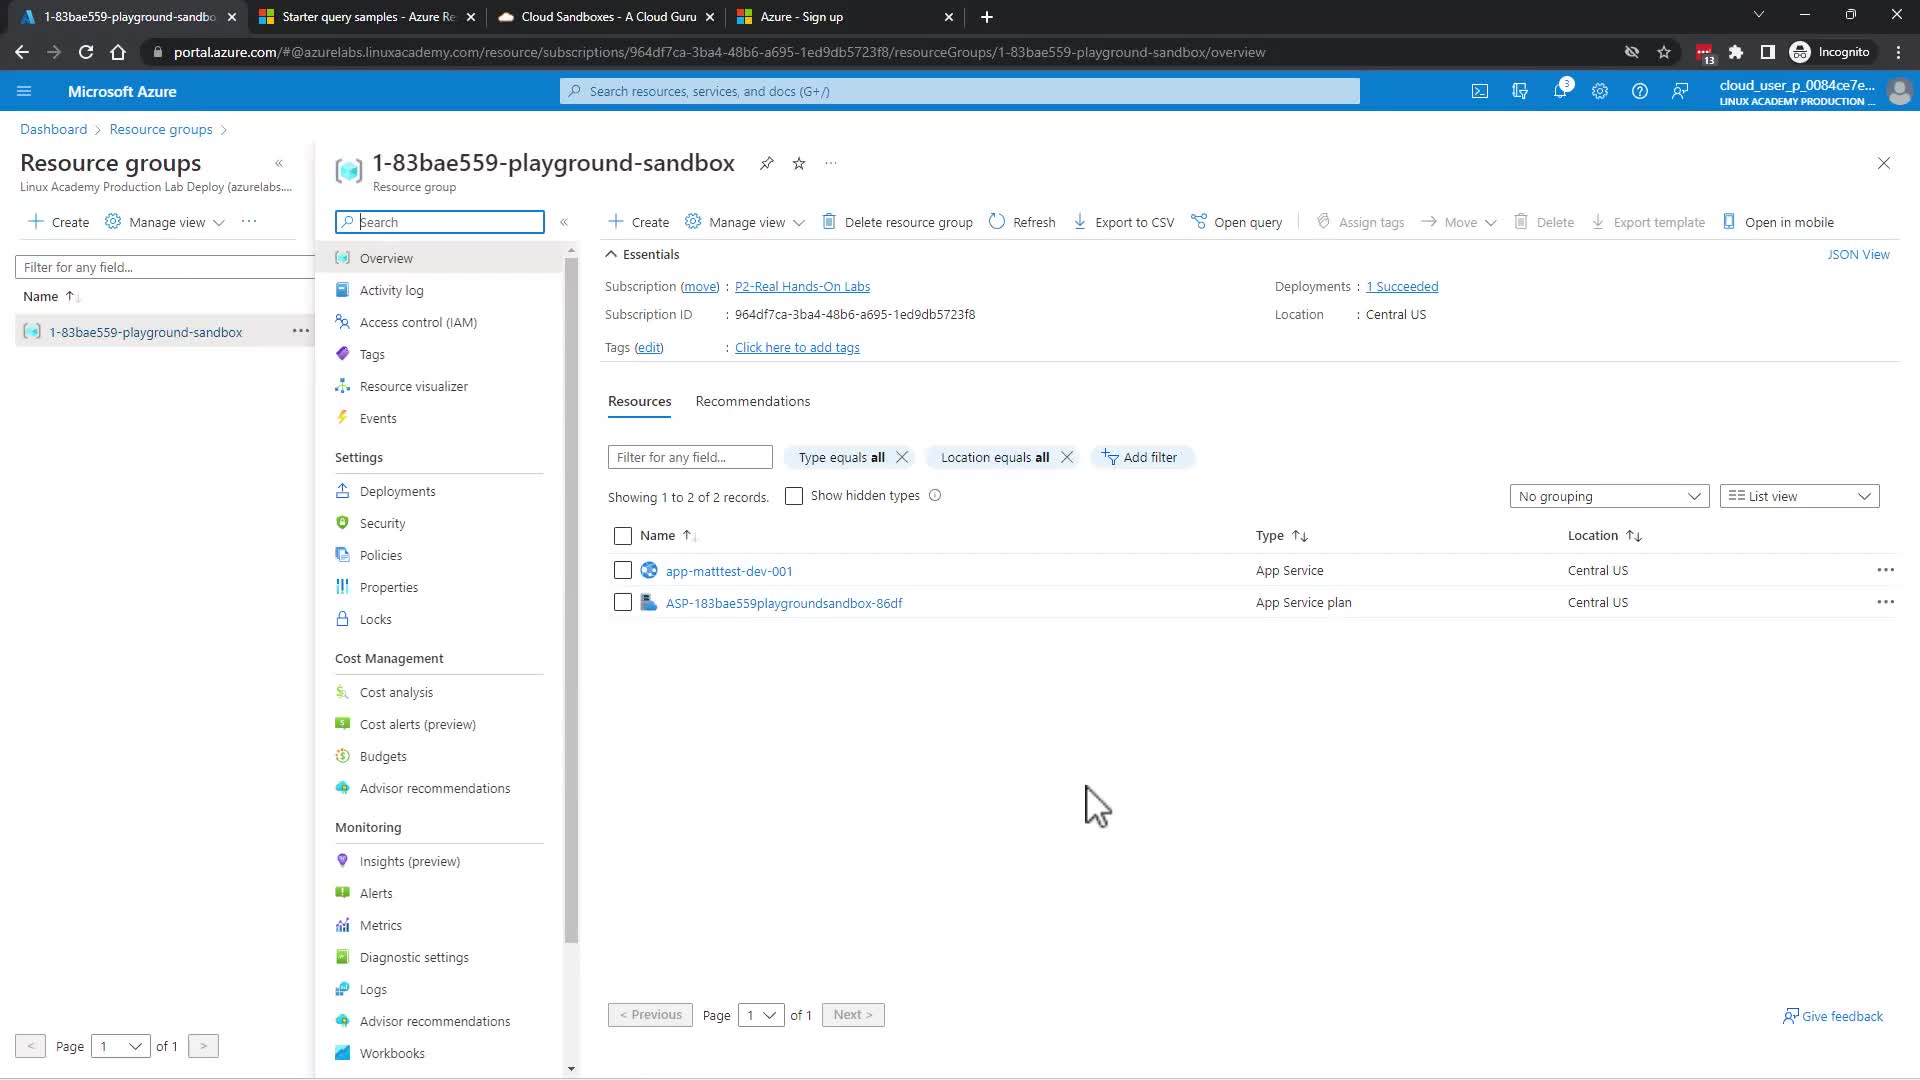 1-83bae559-playground-sandbo
Starter query samples - Azure Re
Cloud Sandboxes - A Cloud Guru
Azure - Sign up
portal.azure.com/#@azurelabs.linuxacademy.com/resource/subscriptions/964df7ca-3ba4-48b6-a695-1ed9db5723f8/resourceGroups/1-83bae559-playground-sandbox/overview
13
Incognito
Microsoft Azure
Search resources, services, and docs (G+/)
3
cloud_user_p_0084ce7e...
LINUX ACADEMY PRODUCTION ...
Dashboard > Resource groups >
Resource groups
Linux Academy Production Lab Deploy (azurelabs....
Create
Manage view
Filter for any field...
Name
1-83bae559-playground-sandbox
< Page 1 of 1 >
1-83bae559-playground-sandbox
Resource group
Search
Overview
Activity log
Access control (IAM)
Tags
Resource visualizer
Events
Settings
Deployments
Security
Policies
Properties
Locks
Cost Management
Cost analysis
Cost alerts (preview)
Budgets
Advisor recommendations
Monitoring
Insights (preview)
Alerts
Metrics
Diagnostic settings
Logs
Advisor recommendations
Workbooks
Create Manage view Delete resource group Refresh Export to CSV Open query Assign tags Move Delete Export template Open in mobile
Essentials
JSON View
Subscription (move) : P2-Real Hands-On Labs
Deployments : 1 Succeeded
Subscription ID : 964df7ca-3ba4-48b6-a695-1ed9db5723f8
Location : Central US
Tags (edit) : Click here to add tags
Resources Recommendations
Filter for any field... Type equals all Location equals all Add filter
Showing 1 to 2 of 2 records. Show hidden types
No grouping List view
Name Type Location
app-matttest-dev-001 App Service Central US
ASP-183bae559playgroundsandbox-86df App Service plan Central US
< Previous Page 1 of 1 Next >
Give feedback